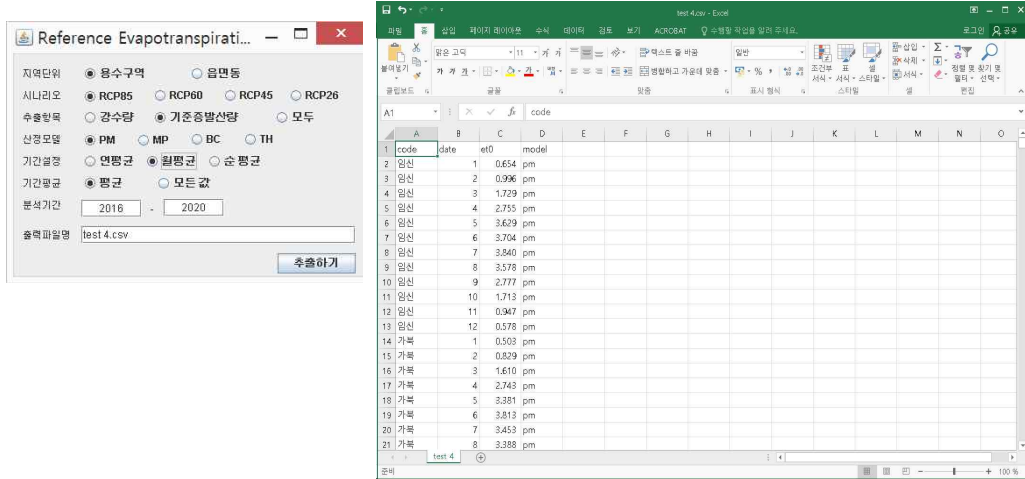 Reference Evapotranspirati...
지역단위 용수구역 읍면동
시나리오 RCP85 RCP60 RCP45 RCP26
추출항목 강수량 기준증발산량 모두
산정모델 PM MP BC TH
기간설정 연평균 월평균 순 평균
기간평균 평균 모든 값
분석기간 2016 - 2020
출력파일명 test 4.csv
추출하기
test 4.csv - Excel
파일 홈 삽입 페이지 레이아웃 수식 데이터 검토 보기 ACROBAT 수행할 작업을 알려 주세요. 로그인 공유
맑은 고딕 11 텍스트 줄 바꿈 일반 삽입
붙여넣기 가 가 가 병합하고 가운데 맞춤 % 조건부 서식 표 서식 셀 스타일 삭제 서식 정렬 및 필터 찾기 및 선택
클립보드 글꼴 맞춤 표시 형식 스타일 셀 편집
A1 fx code
A B C D E F G H I J K L M N O
1 code date et0 model
2 임신 1 0.654 pm
3 임신 2 0.996 pm
4 임신 3 1.729 pm
5 임신 4 2.755 pm
6 임신 5 3.629 pm
7 임신 6 3.704 pm
8 임신 7 3.840 pm
9 임신 8 3.578 pm
10 임신 9 2.777 pm
11 임신 10 1.713 pm
12 임신 11 0.947 pm
13 임신 12 0.578 pm
14 가북 1 0.503 pm
15 가북 2 0.829 pm
16 가북 3 1.610 pm
17 가북 4 2.743 pm
18 가북 5 3.381 pm
19 가북 6 3.813 pm
20 가북 7 3.453 pm
21 가북 8 3.388 pm
test 4
준비 100 %